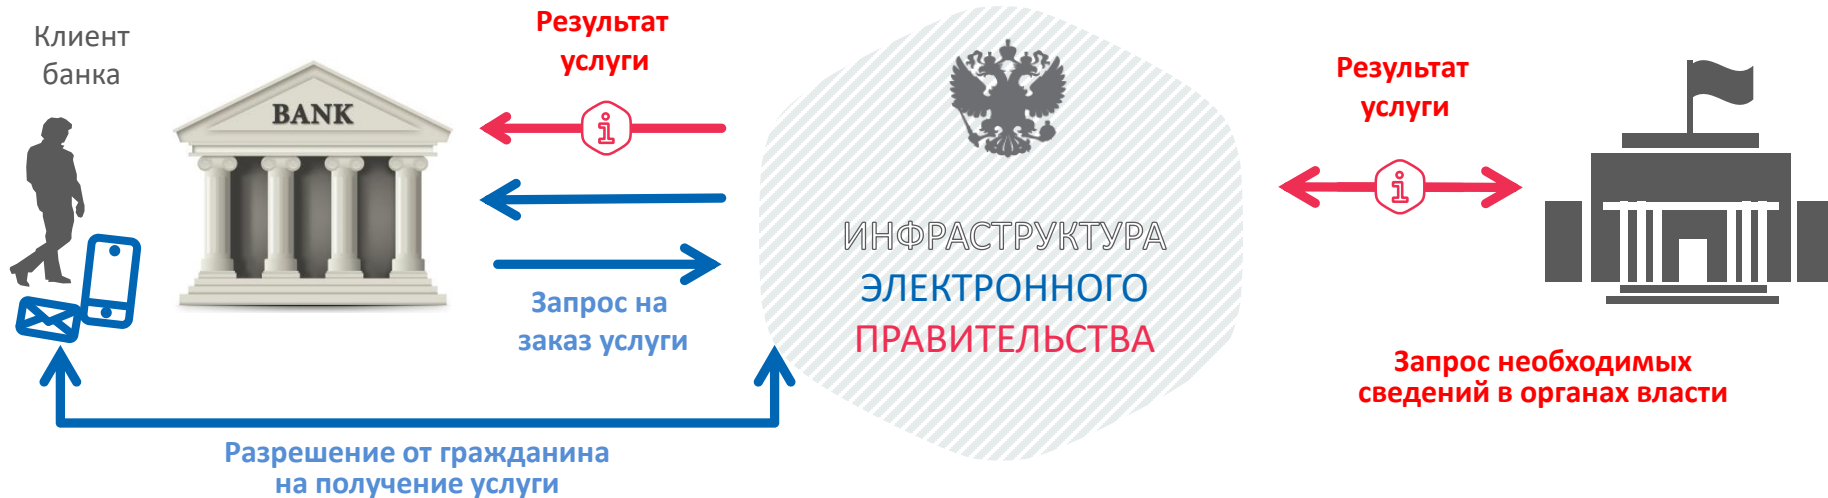 Клиент
банка
BANK
Результат
услуги
Запрос на
заказ услуги
Разрешение от гражданина
на получение услуги
ИНФРАСТРУКТУРА
ЭЛЕКТРОННОГО
ПРАВИТЕЛЬСТВА
Результат
услуги
Запрос необходимых
сведений в органах власти